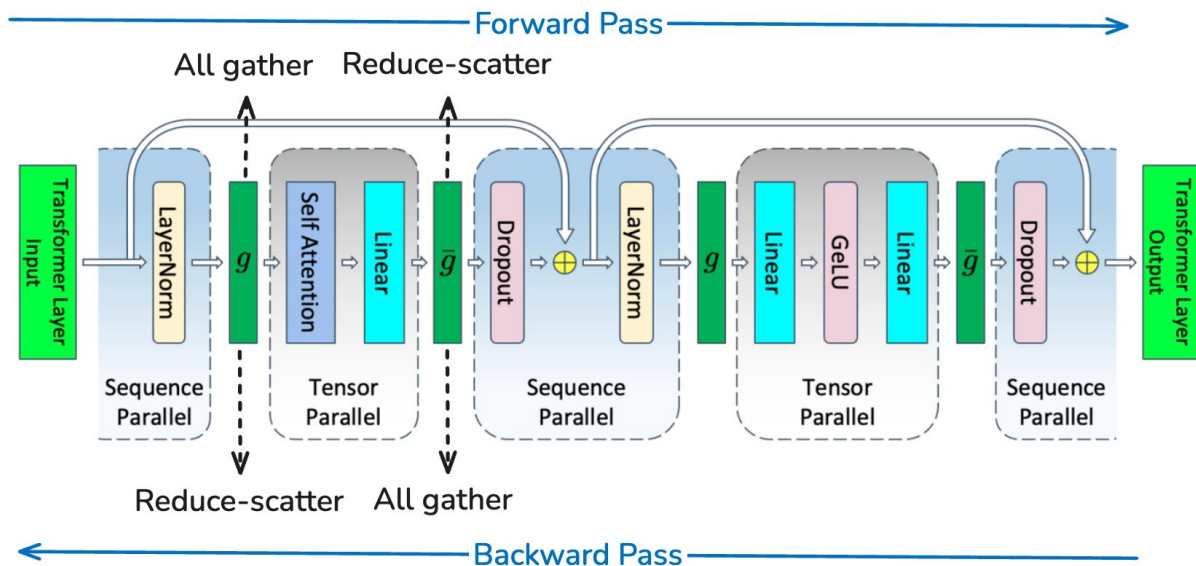 Forward Pass
All gather
Reduce-scatter
Transformer Layer
Input
LayerNorm
g
Self Attention
Linear
ḡ
Dropout
LayerNorm
g
Linear
GeLU
Linear
ḡ
Dropout
Transformer Layer
Output
Sequence
Parallel
Tensor
Parallel
Sequence
Parallel
Tensor
Parallel
Sequence
Parallel
Reduce-scatter
All gather
Backward Pass